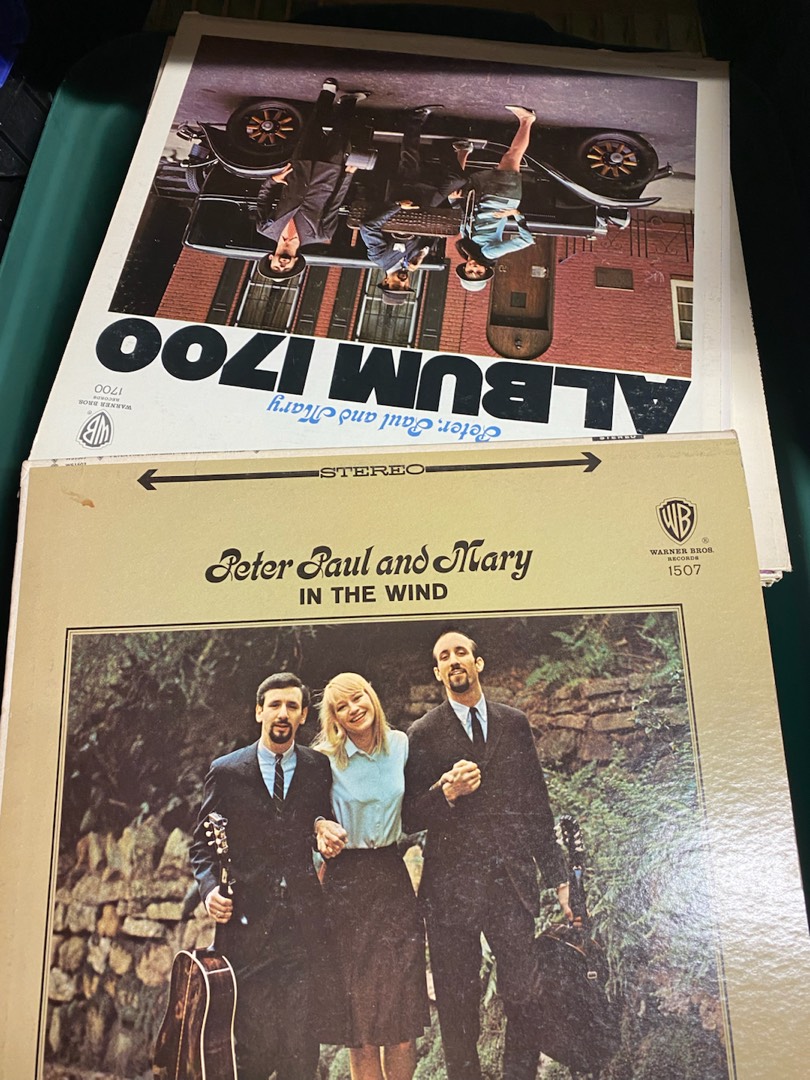 ALBUM 1700
Peter, Paul and Mary
WB
WARNER BROS.
RECORDS
1700
STEREO
Peter Paul and Mary
IN THE WIND
WB
®
WARNER BROS.
RECORDS
1507